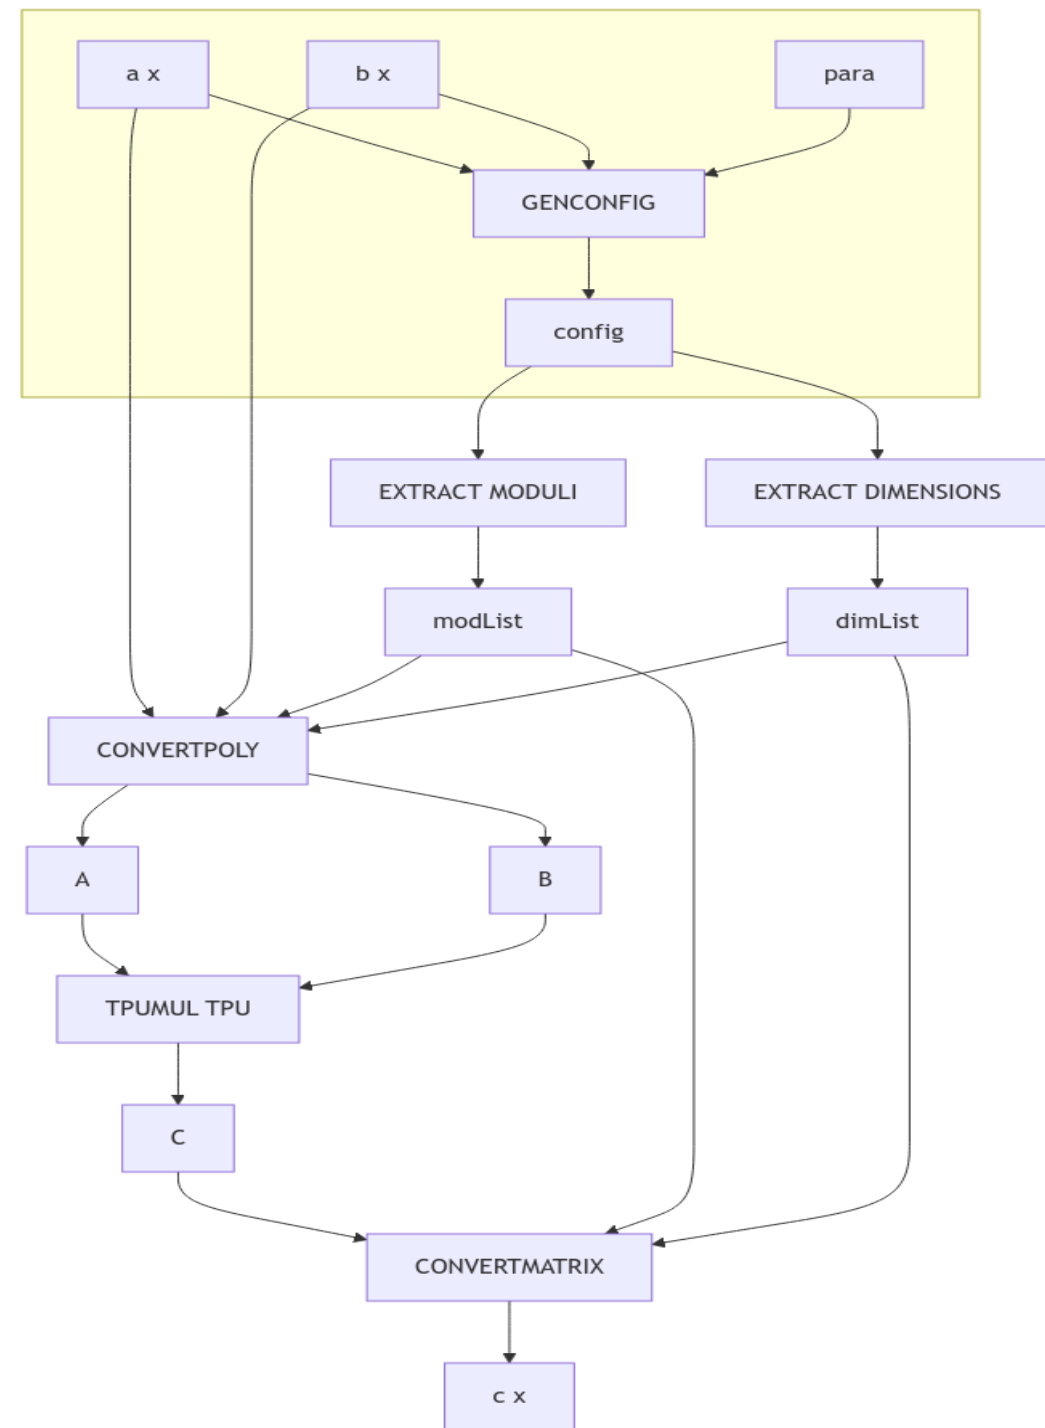 a x
b x
para
GENCONFIG
config
EXTRACT MODULI
EXTRACT DIMENSIONS
modList
dimList
CONVERTPOLY
A
B
TPUMUL TPU
C
CONVERTMATRIX
c x